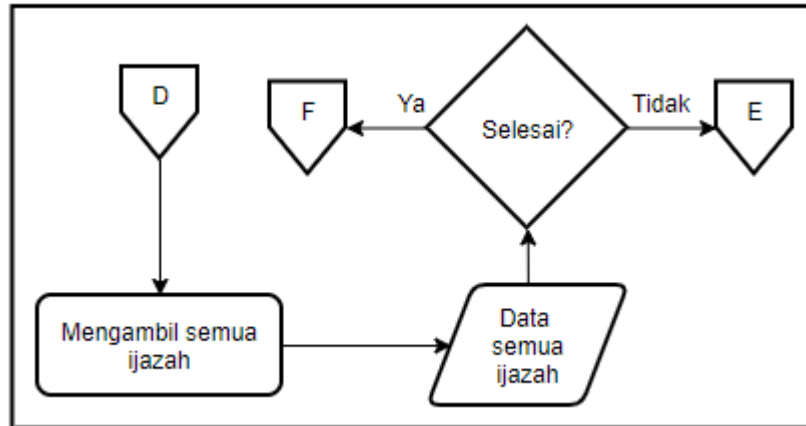 D
F
Ya
Selesai?
Tidak
E
Mengambil semua
ijazah
Data
semua
ijazah